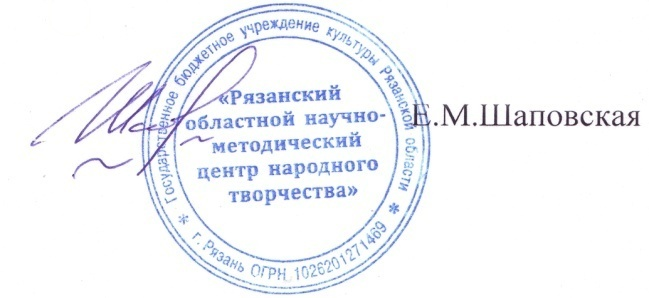 Государственное бюджетное учреждение культуры Рязанской области
* г. Рязань ОГРН 1026201271469 *
«Рязанский
областной научно-
методический
центр народного
творчества»
Е.М.Шаповская